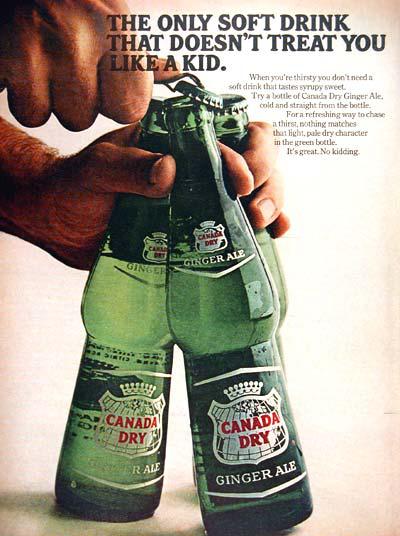 THE ONLY SOFT DRINK
THAT DOESN'T TREAT YOU
LIKE A KID.
When you're thirsty you don't need a
soft drink that tastes syrupy sweet.
Try a bottle of Canada Dry Ginger Ale,
cold and straight from the bottle.
For a refreshing way to chase
a thirst, nothing matches
that light, pale dry character
in the green bottle.
It's great. No kidding.
CANADA
DRY
GINGER
CANADA
DRY
GINGER ALE
CANADA
DRY
GINGER ALE
CANADA
DRY
GINGER ALE